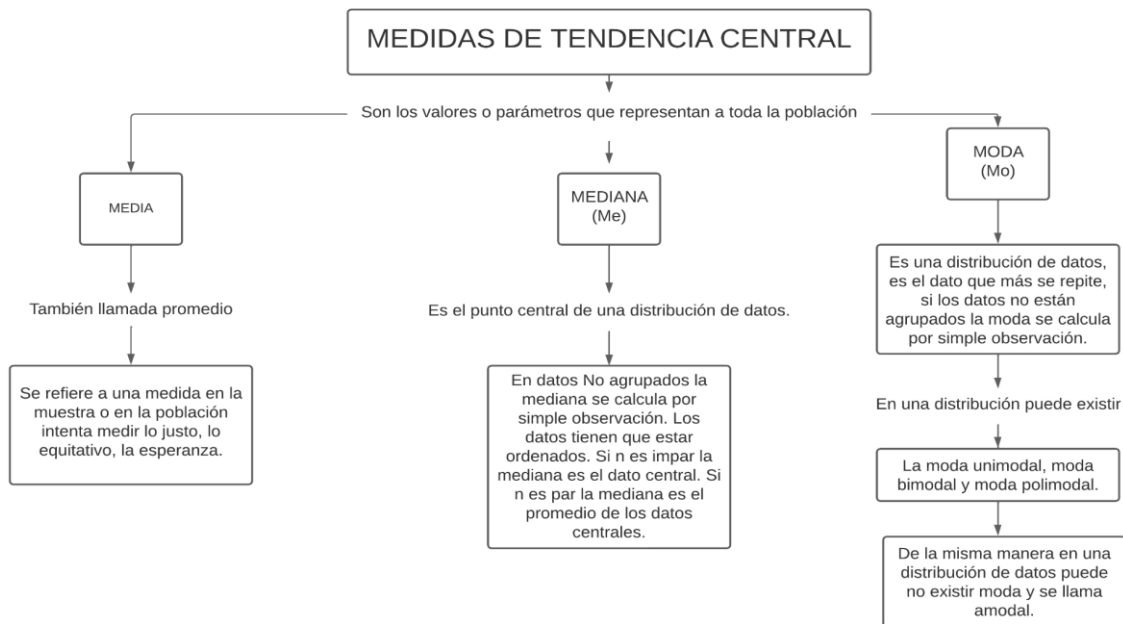 MEDIDAS DE TENDENCIA CENTRAL
Son los valores o parámetros que representan a toda la población
MEDIA
También llamada promedio
Se refiere a una medida en la
muestra o en la población
intenta medir lo justo, lo
equitativo, la esperanza.
MEDIANA
(Me)
Es el punto central de una distribución de datos.
En datos No agrupados la
mediana se calcula por
simple observación. Los
datos tienen que estar
ordenados. Si n es impar la
mediana es el dato central. Si
n es par la mediana es el
promedio de los datos
centrales.
MODA
(Mo)
Es una distribución de datos,
es el dato que más se repite,
si los datos no están
agrupados la moda se calcula
por simple observación.
En una distribución puede existir
La moda unimodal, moda
bimodal y moda polimodal.
De la misma manera en una
distribución de datos puede
no existir moda y se llama
amodal.